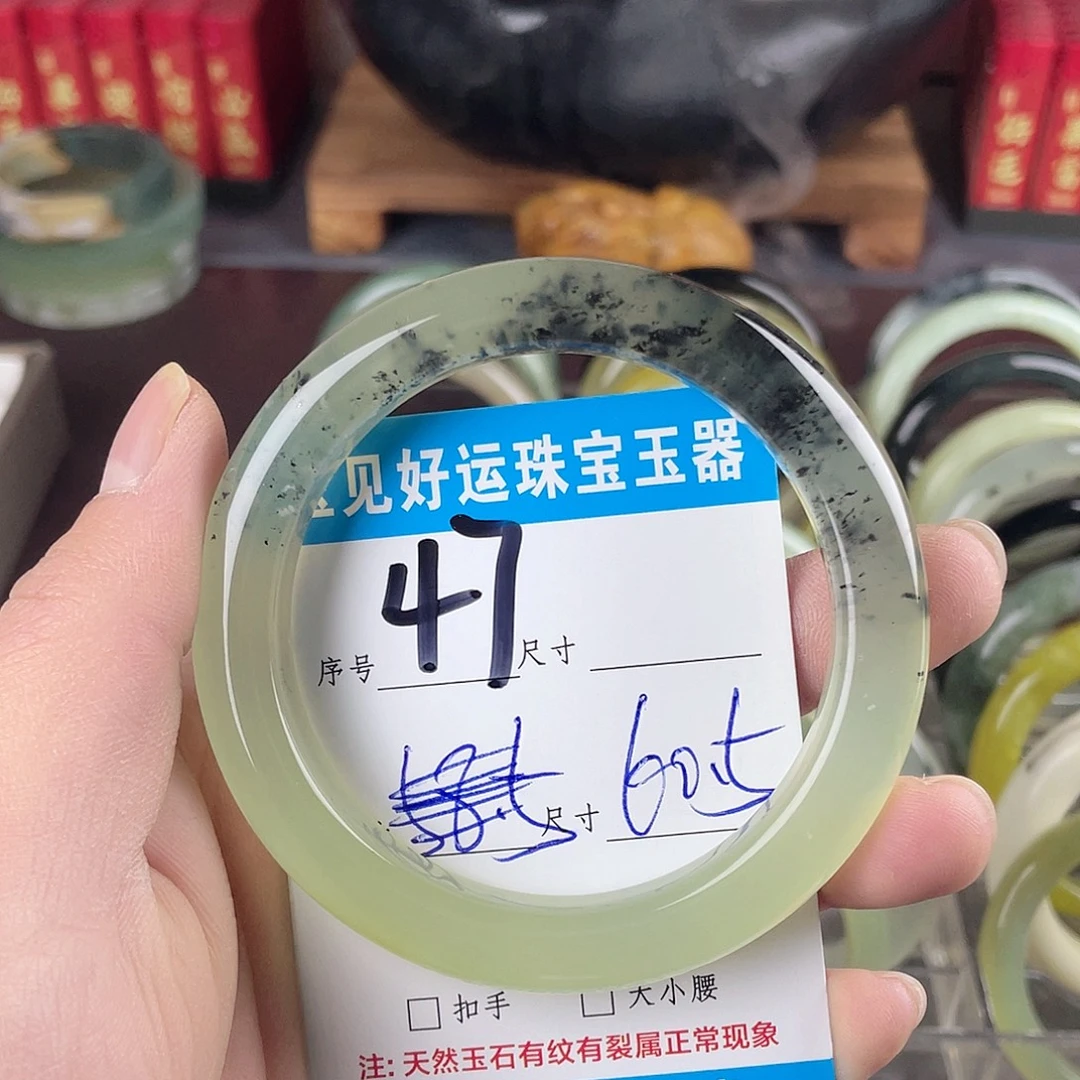 见好运珠宝玉器
序号 47 尺寸
尺寸 60.5
扣手 大小腰
注: 天然玉石有纹有裂属正常现象